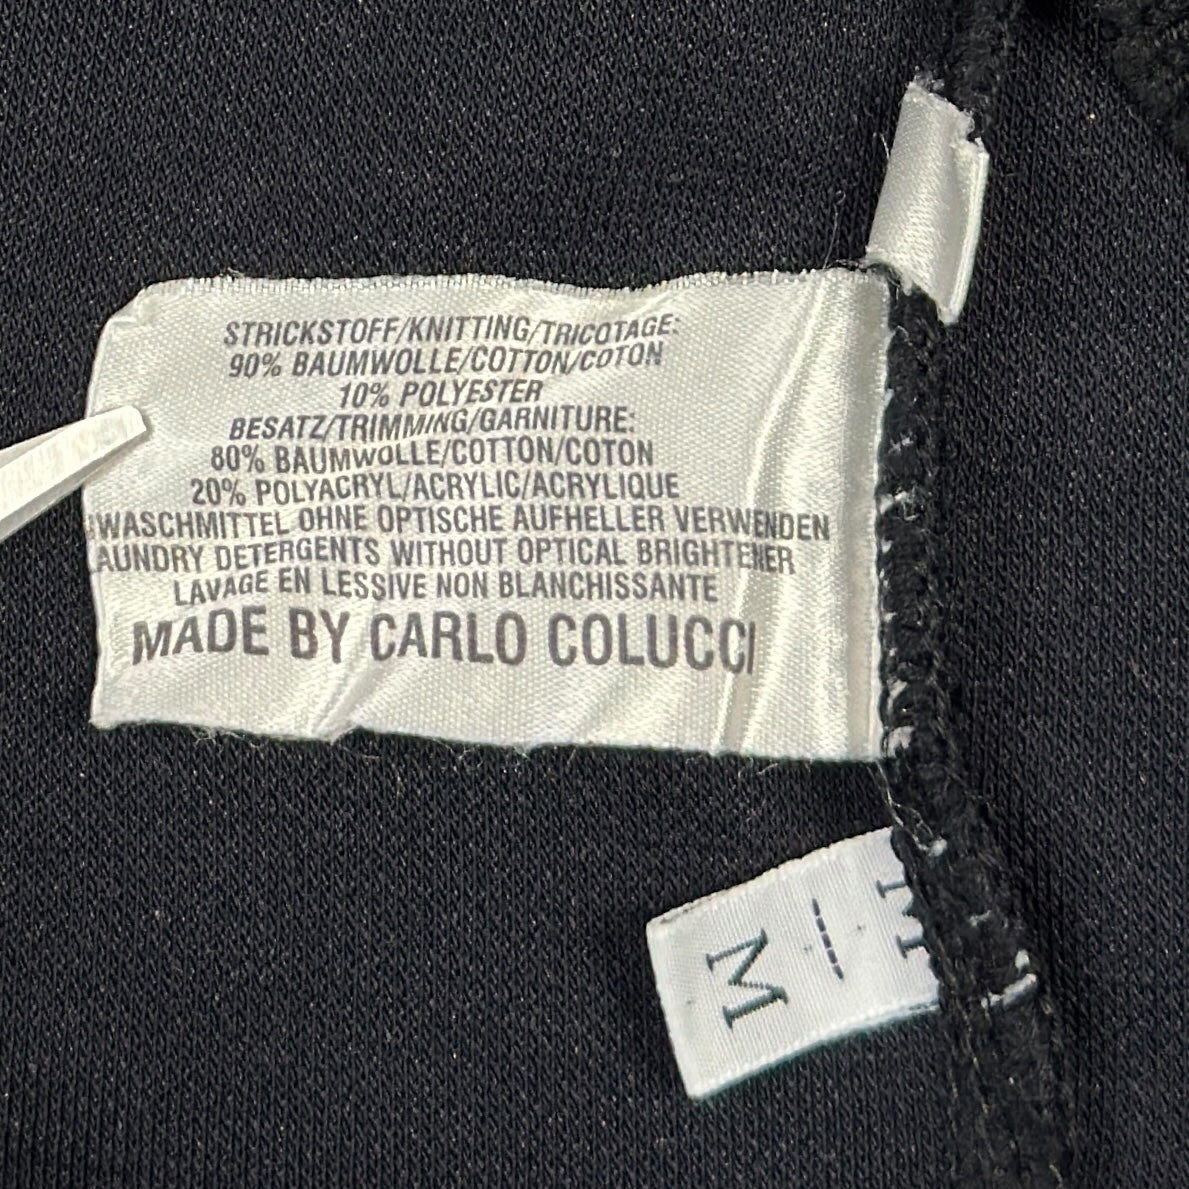 STRICKSTOFF/KNITTING/TRICOTAGE:
90% BAUMWOLLE/COTTON/COTON
10% POLYESTER
BESATZ/TRIMMING/GARNITURE:
80% BAUMWOLLE/COTTON/COTON
20% POLYACRYL/ACRYLIC/ACRYLIQUE
WASCHMITTEL OHNE OPTISCHE AUFHELLER VERWENDEN
AUNDRY DETERGENTS WITHOUT OPTICAL BRIGHTENER
LAVAGE EN LESSIVE NON BLANCHISSANTE
MADE BY CARLO COLUCCI
M
M